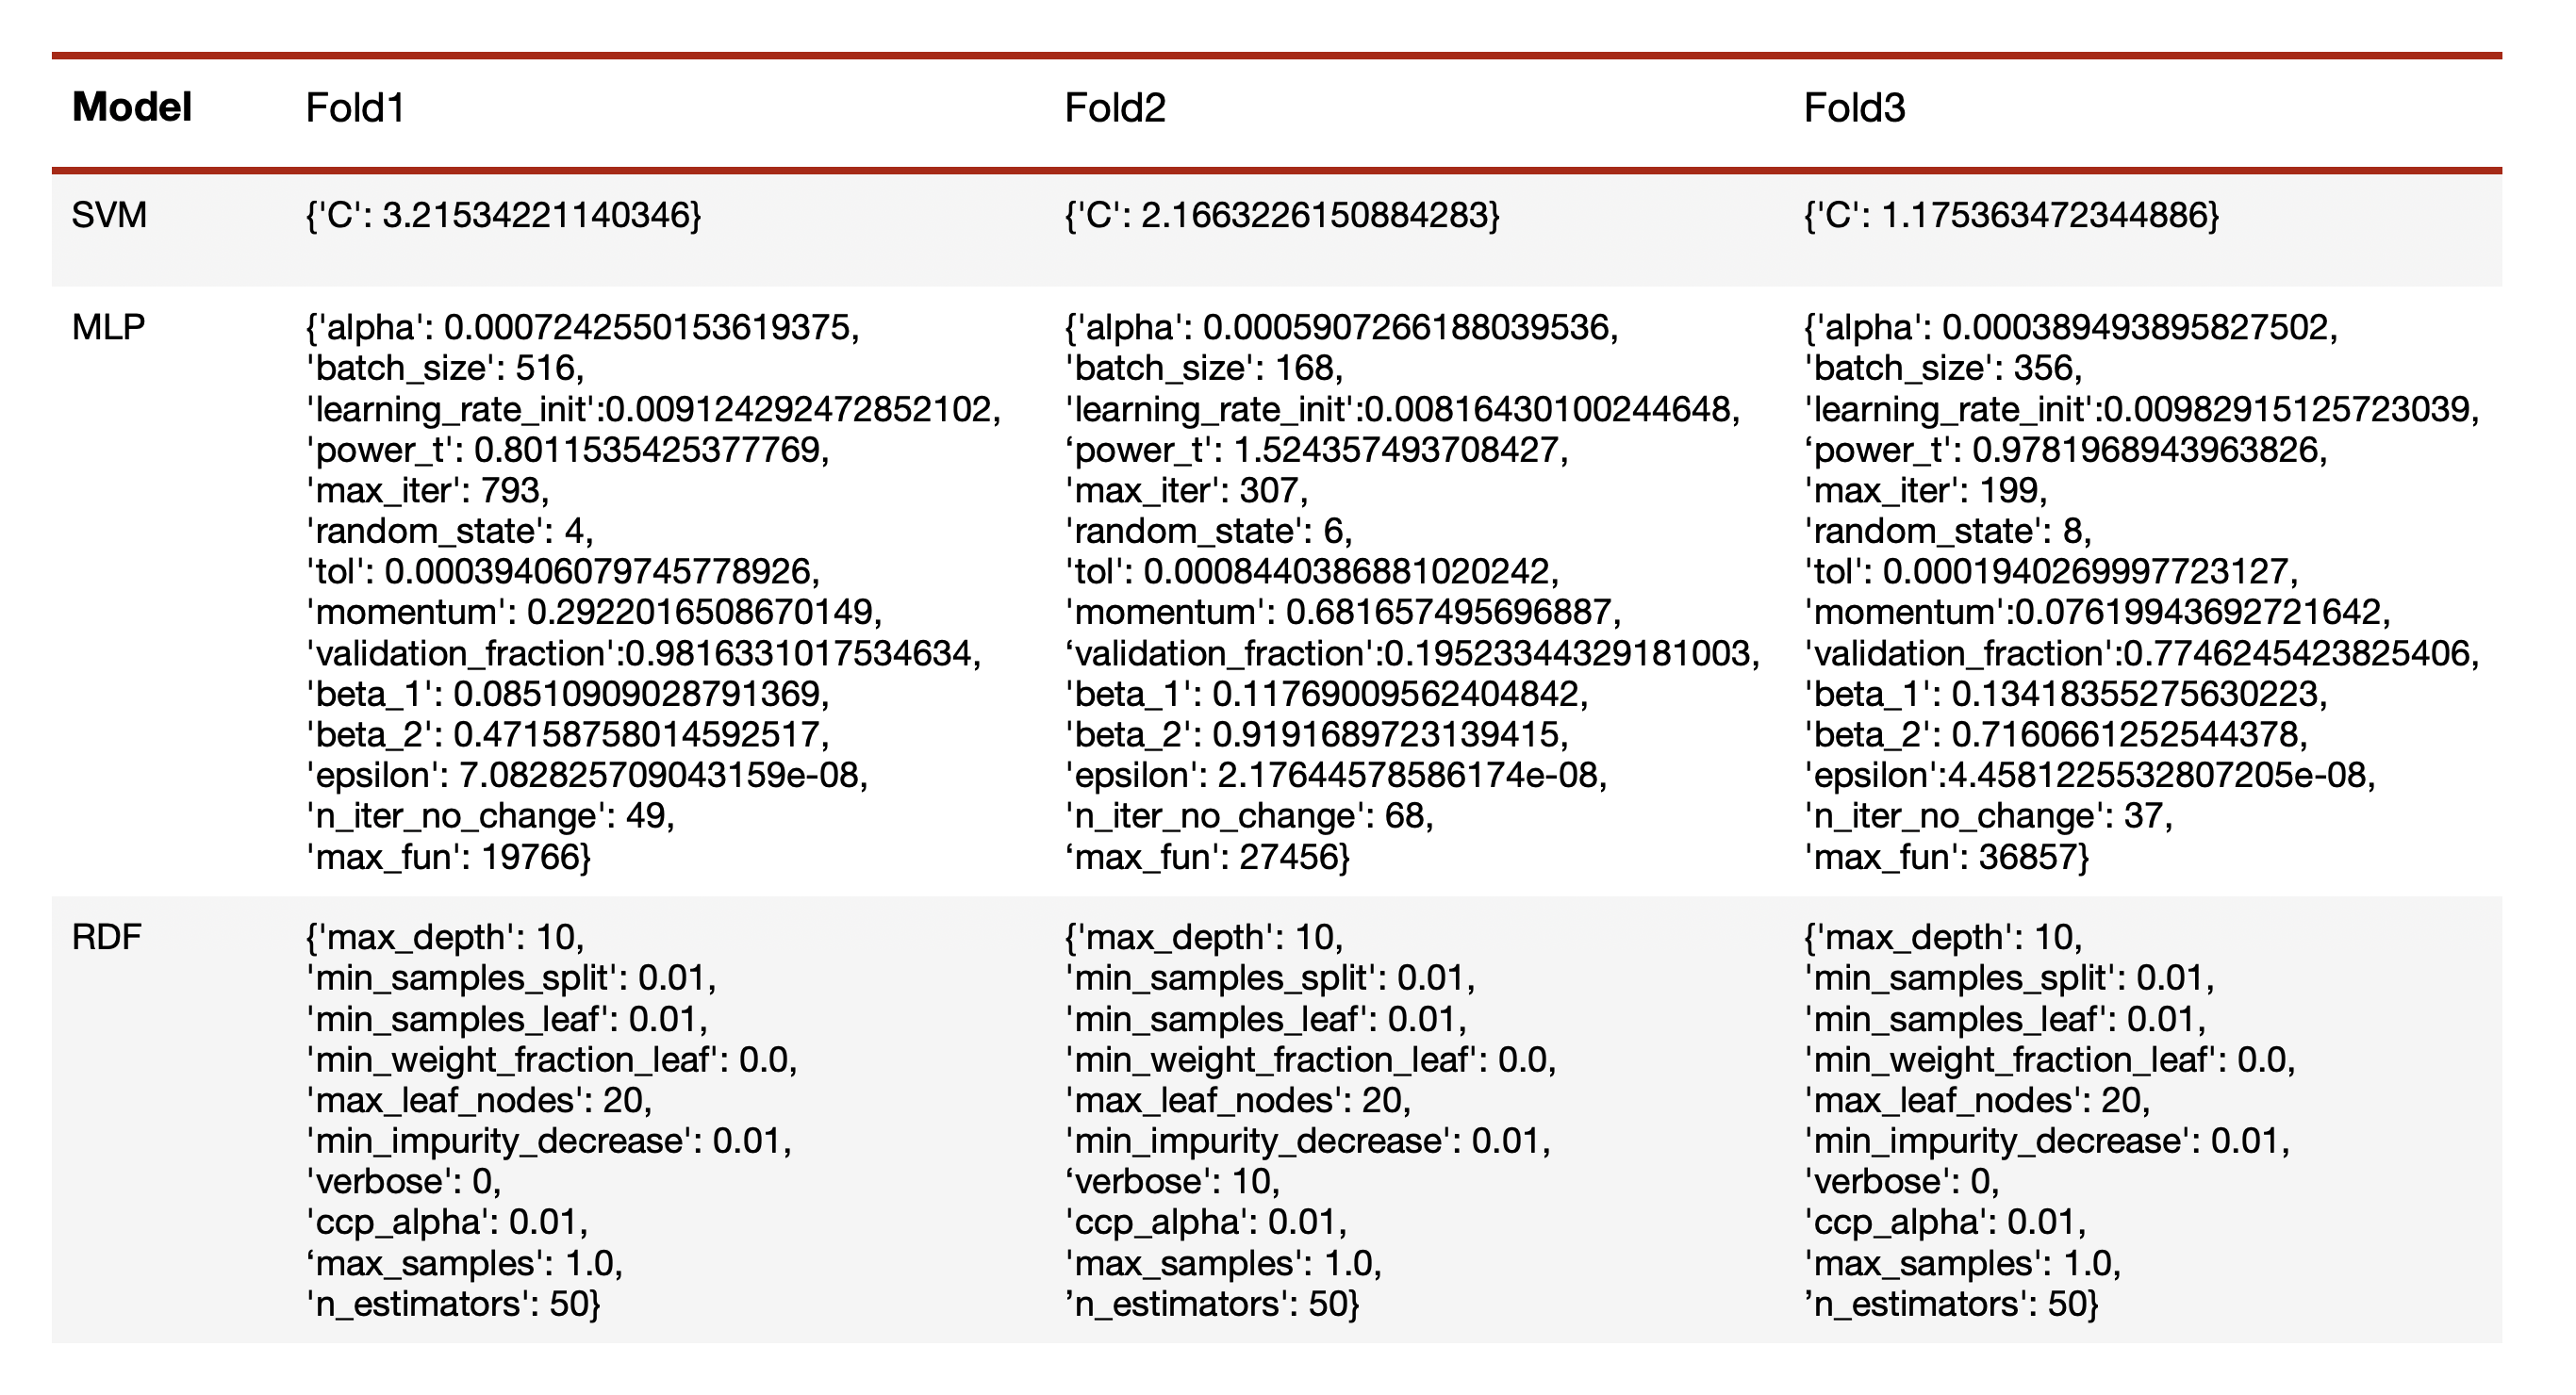 Model Fold1 Fold2 Fold3
SVM {'C': 3.21534221140346} {'C': 2.1663226150884283} {'C': 1.175363472344886}
MLP {'alpha': 0.0007242550153619375, {'alpha': 0.0005907266188039536, {'alpha': 0.000389493895827502,
'batch_size': 516, 'batch_size': 168, 'batch_size': 356,
'learning_rate_init':0.009124292472852102, 'learning_rate_init':0.00816430100244648, 'learning_rate_init':0.00982915125723039,
'power_t': 0.8011535425377769, ‘power_t': 1.524357493708427, ‘power_t': 0.9781968943963826,
'max_iter': 793, 'max_iter': 307, 'max_iter': 199,
'random_state': 4, 'random_state': 6, 'random_state': 8,
'tol': 0.00039406079745778926, 'tol': 0.0008440386881020242, 'tol': 0.0001940269997723127,
'momentum': 0.2922016508670149, 'momentum': 0.681657495696887, 'momentum':0.07619943692721642,
'validation_fraction':0.9816331017534634, ‘validation_fraction':0.19523344329181003, 'validation_fraction':0.7746245423825406,
'beta_1': 0.08510909028791369, 'beta_1': 0.11769009562404842, 'beta_1': 0.13418355275630223,
'beta_2': 0.47158758014592517, 'beta_2': 0.9191689723139415, 'beta_2': 0.7160661252544378,
'epsilon': 7.082825709043159e-08, 'epsilon': 2.17644578586174e-08, 'epsilon':4.4581225532807205e-08,
'n_iter_no_change': 49, 'n_iter_no_change': 68, 'n_iter_no_change': 37,
'max_fun': 19766} ‘max_fun': 27456} 'max_fun': 36857}
RDF {'max_depth': 10, {'max_depth': 10, {'max_depth': 10,
'min_samples_split': 0.01, 'min_samples_split': 0.01, 'min_samples_split': 0.01,
'min_samples_leaf': 0.01, 'min_samples_leaf': 0.01, 'min_samples_leaf': 0.01,
'min_weight_fraction_leaf': 0.0, 'min_weight_fraction_leaf': 0.0, 'min_weight_fraction_leaf': 0.0,
'max_leaf_nodes': 20, 'max_leaf_nodes': 20, 'max_leaf_nodes': 20,
'min_impurity_decrease': 0.01, 'min_impurity_decrease': 0.01, 'min_impurity_decrease': 0.01,
'verbose': 0, ‘verbose': 10, 'verbose': 0,
'ccp_alpha': 0.01, 'ccp_alpha': 0.01, 'ccp_alpha': 0.01,
‘max_samples': 1.0, 'max_samples': 1.0, 'max_samples': 1.0,
'n_estimators': 50} ’n_estimators': 50} ’n_estimators': 50}